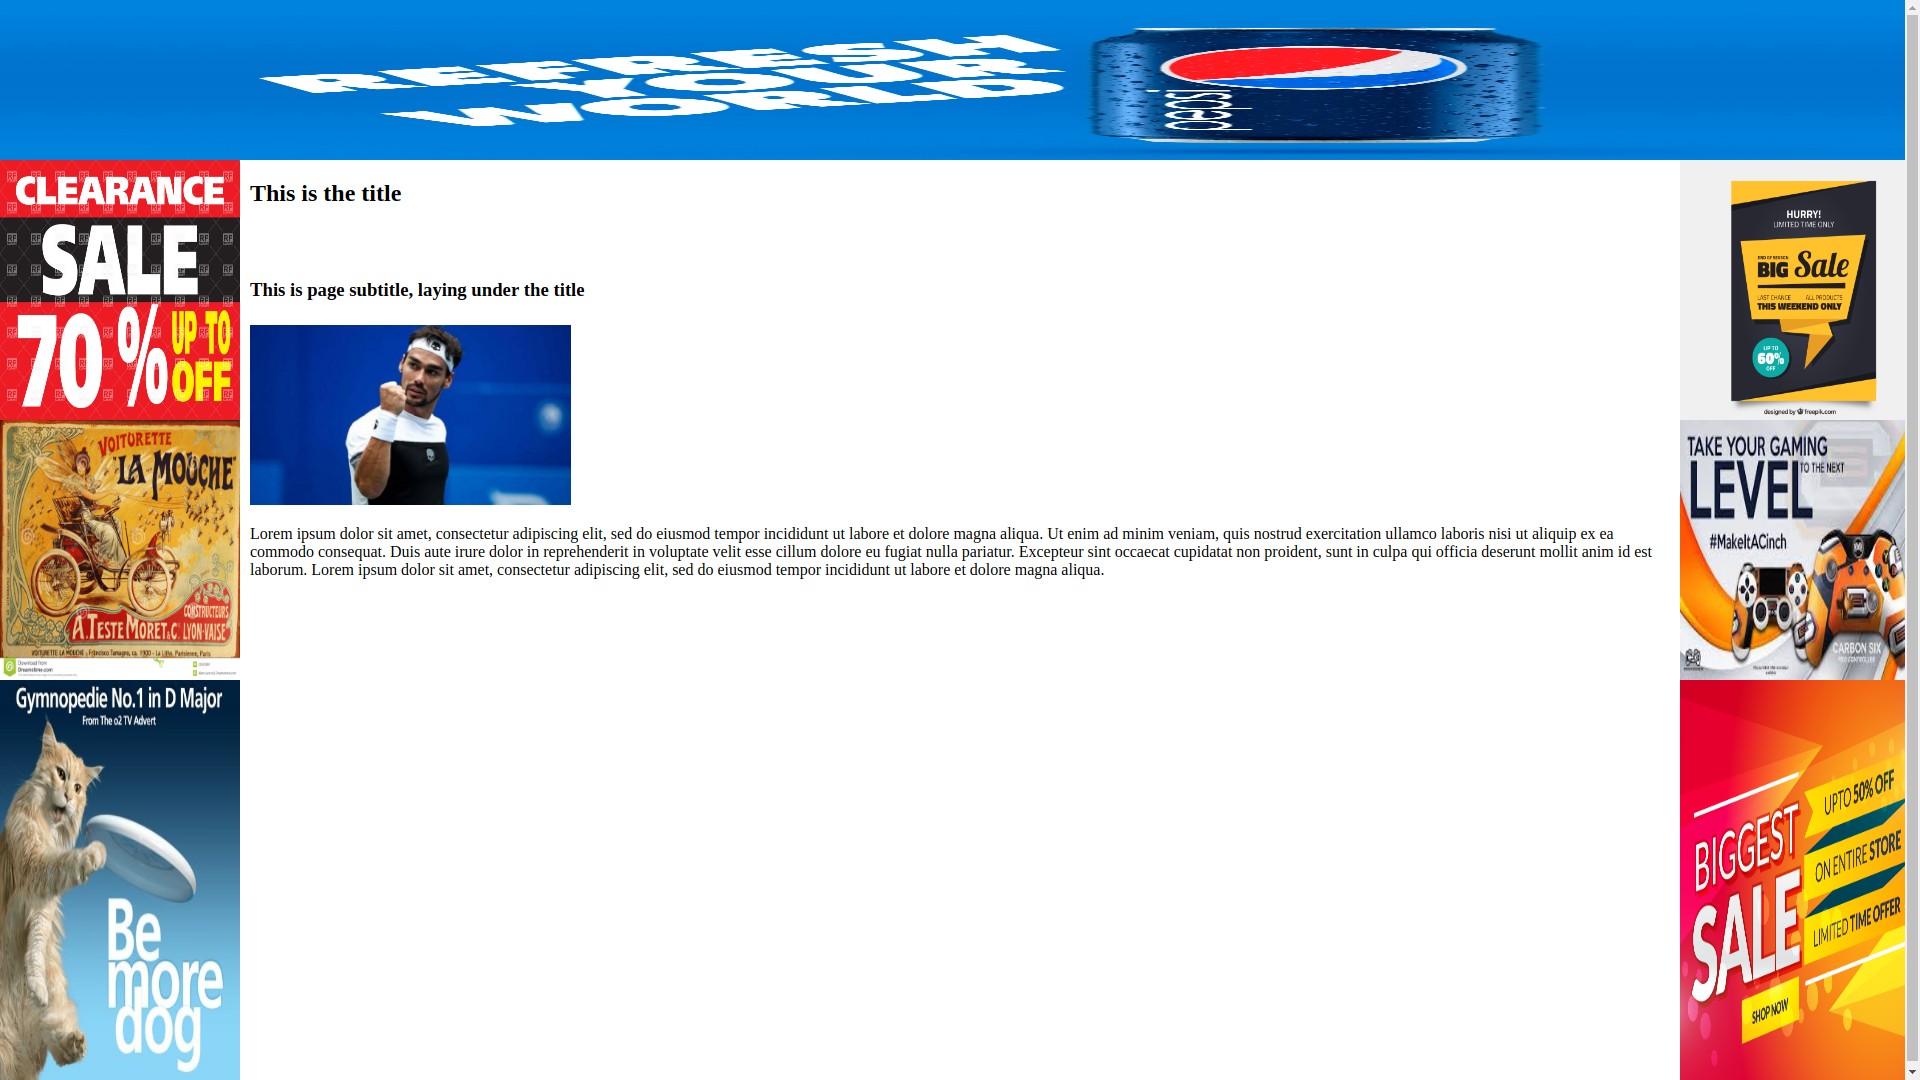 REFRESH
YOUR
WORLD
pepsi
CLEARANCE
SALE
70% UP TO
OFF
VOITURETTE
"LA MOUCHE"
CONSTRUCTEURS
A. TESTE MORET & C. LYON-VAISE
VOITURETTE LA MOUCHE
Download from
Dreamstime.com
Gymnopedie No.1 in D Major
From The o2 TV Advert
Be
more
dog
This is the title
This is page subtitle, laying under the title
Lorem ipsum dolor sit amet, consectetur adipiscing elit, sed do eiusmod tempor incididunt ut labore et dolore magna aliqua. Ut enim ad minim veniam, quis nostrud exercitation ullamco laboris nisi ut aliquip ex ea
commodo consequat. Duis aute irure dolor in reprehenderit in voluptate velit esse cillum dolore eu fugiat nulla pariatur. Excepteur sint occaecat cupidatat non proident, sunt in culpa qui officia deserunt mollit anim id est
laborum. Lorem ipsum dolor sit amet, consectetur adipiscing elit, sed do eiusmod tempor incididunt ut labore et dolore magna aliqua.
HURRY!
LIMITED TIME ONLY
END OF SEASON
BIG Sale
LAST CHANCE ALL PRODUCTS
THIS WEEKEND ONLY
UP TO
60%
OFF
designed by freepik.com
TAKE YOUR GAMING
LEVEL TO THE NEXT
#MakeItACinch
CARBON SIX
BIGGEST
SALE
UPTO 50% OFF
ON ENTIRE STORE
LIMITED TIME OFFER
SHOP NOW